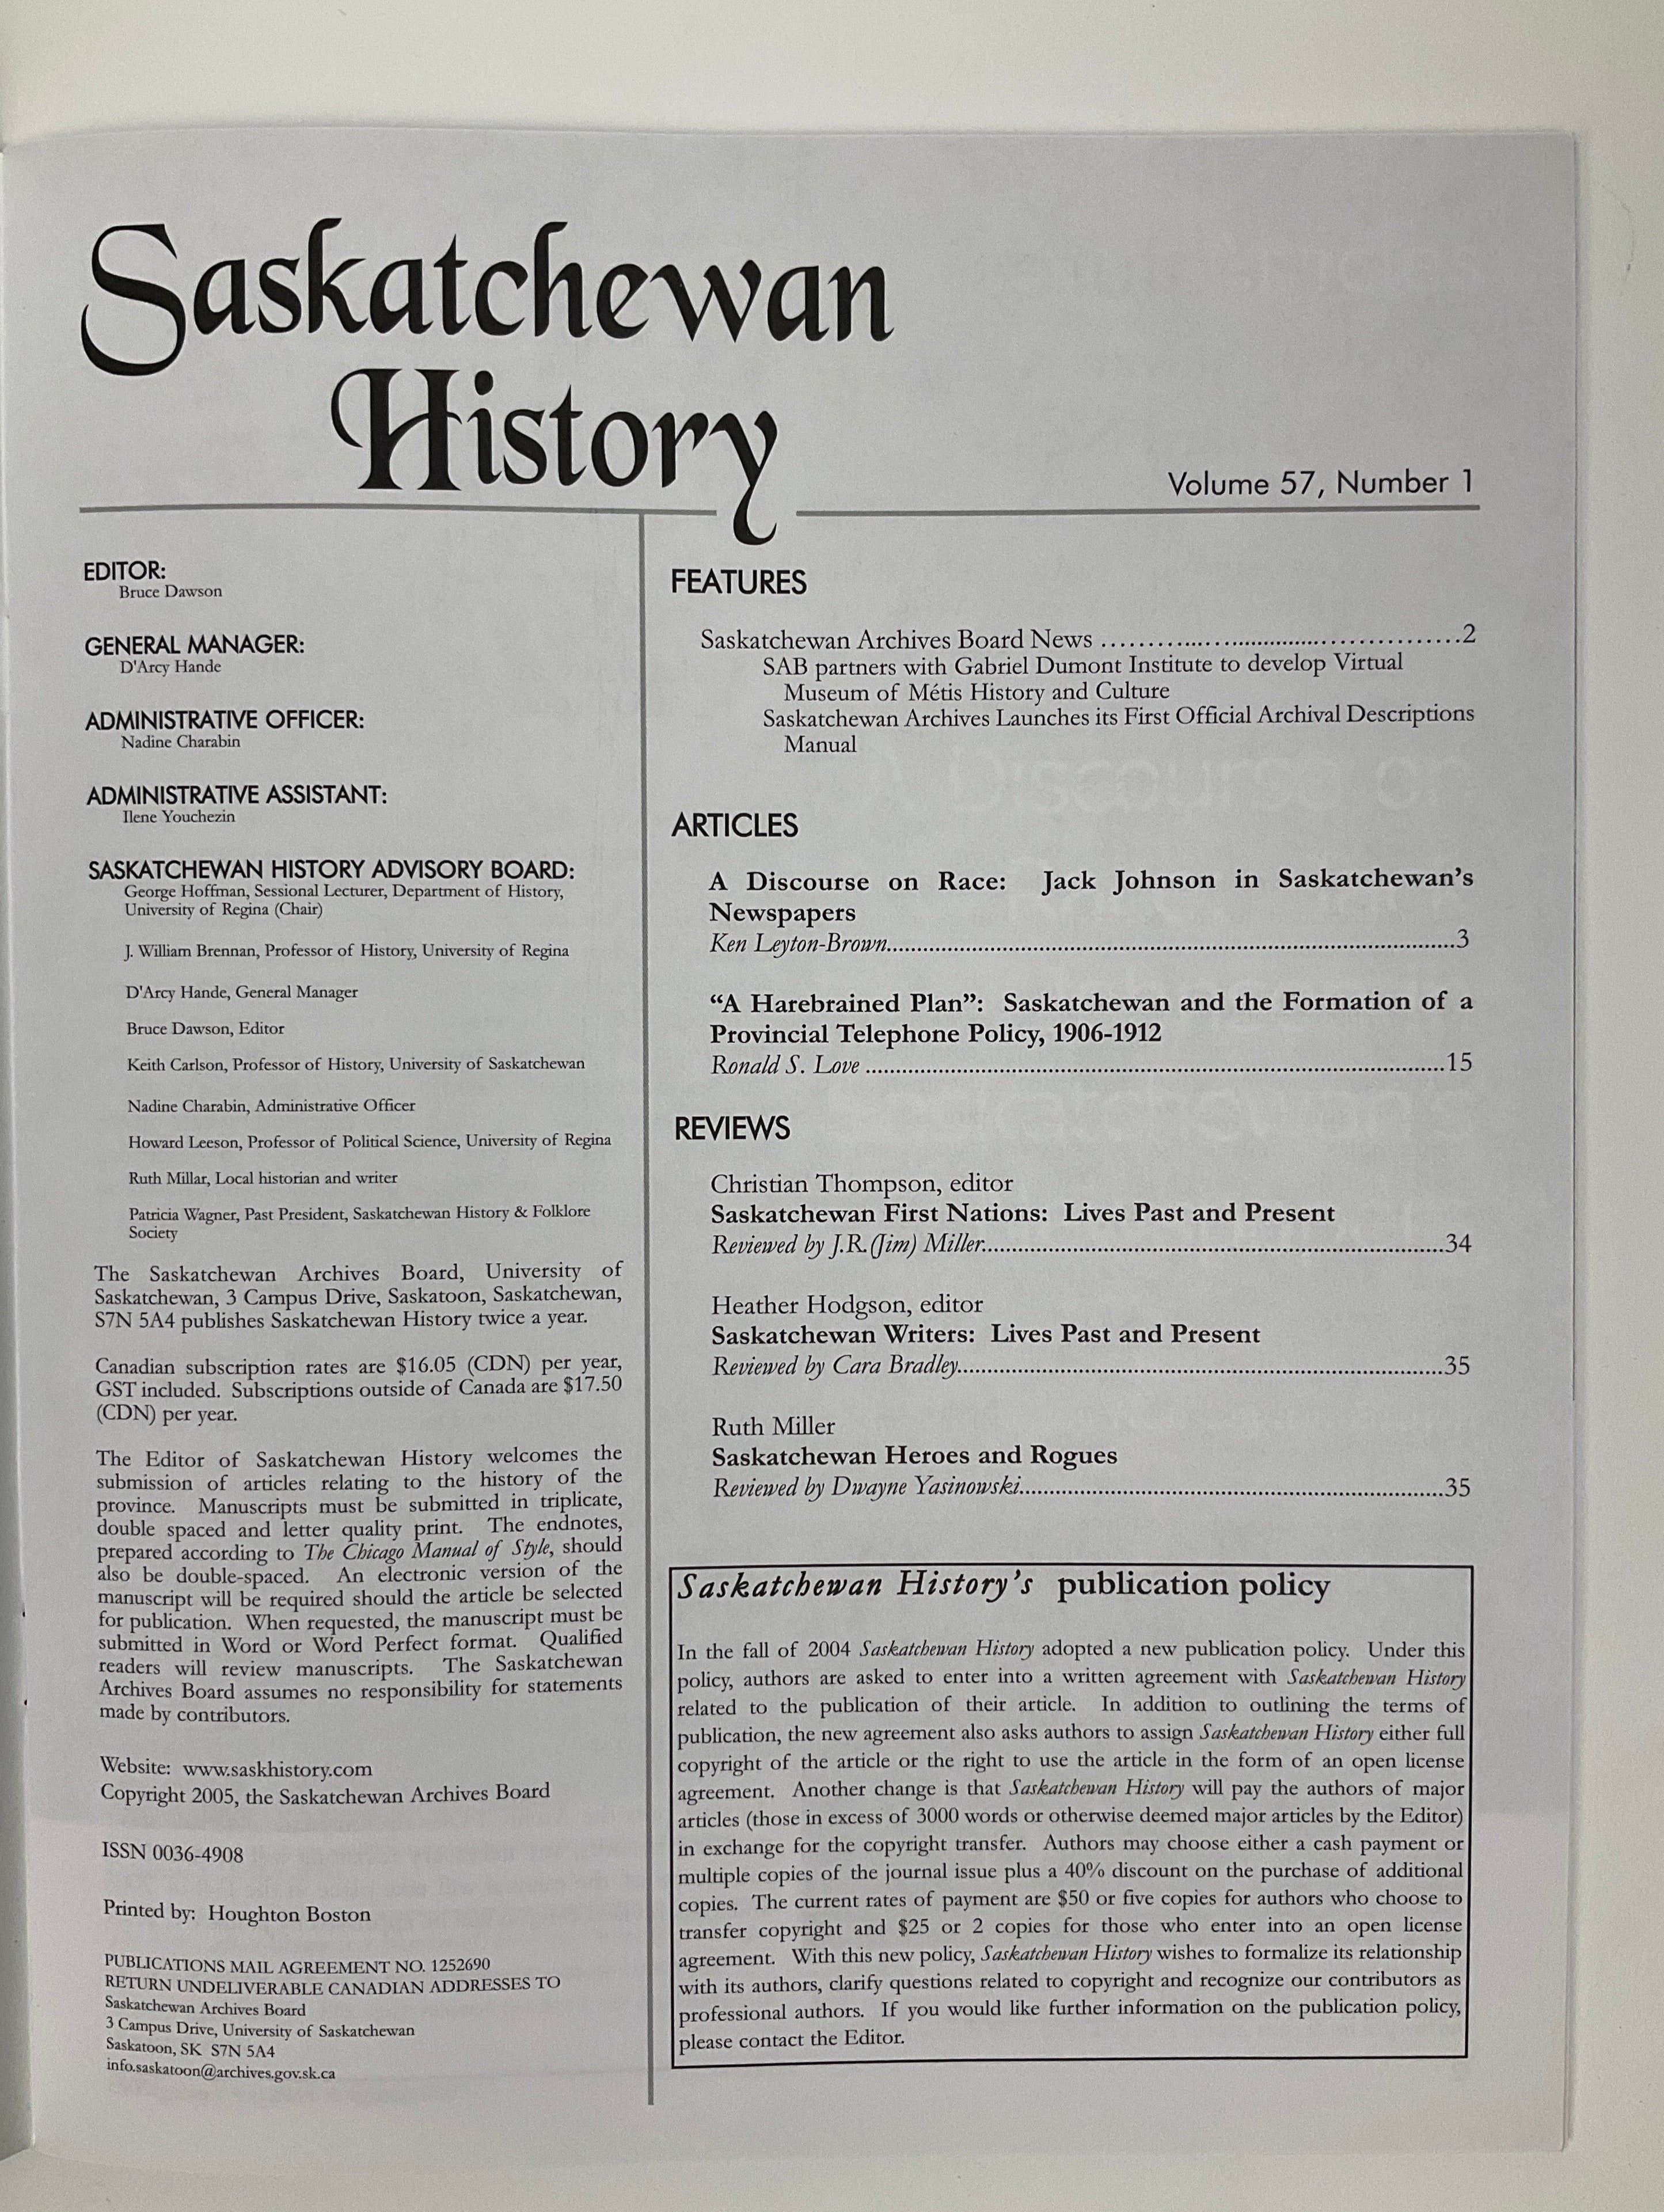 Saskatchewan
History
Volume 57, Number 1
EDITOR:
Bruce Dawson
GENERAL MANAGER:
D'Arcy Hande
ADMINISTRATIVE OFFICER:
Nadine Charabin
ADMINISTRATIVE ASSISTANT:
Ilene Youchezin
SASKATCHEWAN HISTORY ADVISORY BOARD:
George Hoffman, Sessional Lecturer, Department of History,
University of Regina (Chair)
J. William Brennan, Professor of History, University of Regina
D'Arcy Hande, General Manager
Bruce Dawson, Editor
Keith Carlson, Professor of History, University of Saskatchewan
Nadine Charabin, Administrative Officer
Howard Leeson, Professor of Political Science, University of Regina
Ruth Millar, Local historian and writer
Patricia Wagner, Past President, Saskatchewan History & Folklore
Society
The Saskatchewan Archives Board, University of
Saskatchewan, 3 Campus Drive, Saskatoon, Saskatchewan,
S7N 5A4 publishes Saskatchewan History twice a year.
Canadian subscription rates are $16.05 (CDN) per year,
GST included. Subscriptions outside of Canada are $17.50
(CDN) per year.
The Editor of Saskatchewan History welcomes the
submission of articles relating to the history of the
province. Manuscripts must be submitted in triplicate,
double spaced and letter quality print. The endnotes,
prepared according to The Chicago Manual of Style, should
also be double-spaced. An electronic version of the
manuscript will be required should the article be selected
for publication. When requested, the manuscript must be
submitted in Word or Word Perfect format. Qualified
readers will review manuscripts. The Saskatchewan
Archives Board assumes no responsibility for statements
made by contributors.
Website: www.saskhistory.com
Copyright 2005, the Saskatchewan Archives Board
ISSN 0036-4908
Printed by: Houghton Boston
PUBLICATIONS MAIL AGREEMENT NO. 1252690
RETURN UNDELIVERABLE CANADIAN ADDRESSES TO
Saskatchewan Archives Board
3 Campus Drive, University of Saskatchewan
Saskatoon, SK S7N 5A4
info.saskatoon@archives.gov.sk.ca
FEATURES
Saskatchewan Archives Board News ................................................2
SAB partners with Gabriel Dumont Institute to develop Virtual
Museum of Métis History and Culture
Saskatchewan Archives Launches its First Official Archival Descriptions
Manual
ARTICLES
A Discourse on Race: Jack Johnson in Saskatchewan's
Newspapers
Ken Leyton-Brown................................................3
"A Harebrained Plan": Saskatchewan and the Formation of a
Provincial Telephone Policy, 1906-1912
Ronald S. Love ................................................15
REVIEWS
Christian Thompson, editor
Saskatchewan First Nations: Lives Past and Present
Reviewed by J.R.(Jim) Miller................................................34
Heather Hodgson, editor
Saskatchewan Writers: Lives Past and Present
Reviewed by Cara Bradley................................................35
Ruth Miller
Saskatchewan Heroes and Rogues
Reviewed by Dwayne Yasinowski................................................35
Saskatchewan History's publication policy
In the fall of 2004 Saskatchewan History adopted a new publication policy. Under this
policy, authors are asked to enter into a written agreement with Saskatchewan History
related to the publication of their article. In addition to outlining the terms of
publication, the new agreement also asks authors to assign Saskatchewan History either full
copyright of the article or the right to use the article in the form of an open license
agreement. Another change is that Saskatchewan History will pay the authors of major
articles (those in excess of 3000 words or otherwise deemed major articles by the Editor)
in exchange for the copyright transfer. Authors may choose either a cash payment or
multiple copies of the journal issue plus a 40% discount on the purchase of additional
copies. The current rates of payment are $50 or five copies for authors who choose to
transfer copyright and $25 or 2 copies for those who enter into an open license
agreement. With this new policy, Saskatchewan History wishes to formalize its relationship
with its authors, clarify questions related to copyright and recognize our contributors as
professional authors. If you would like further information on the publication policy,
please contact the Editor.